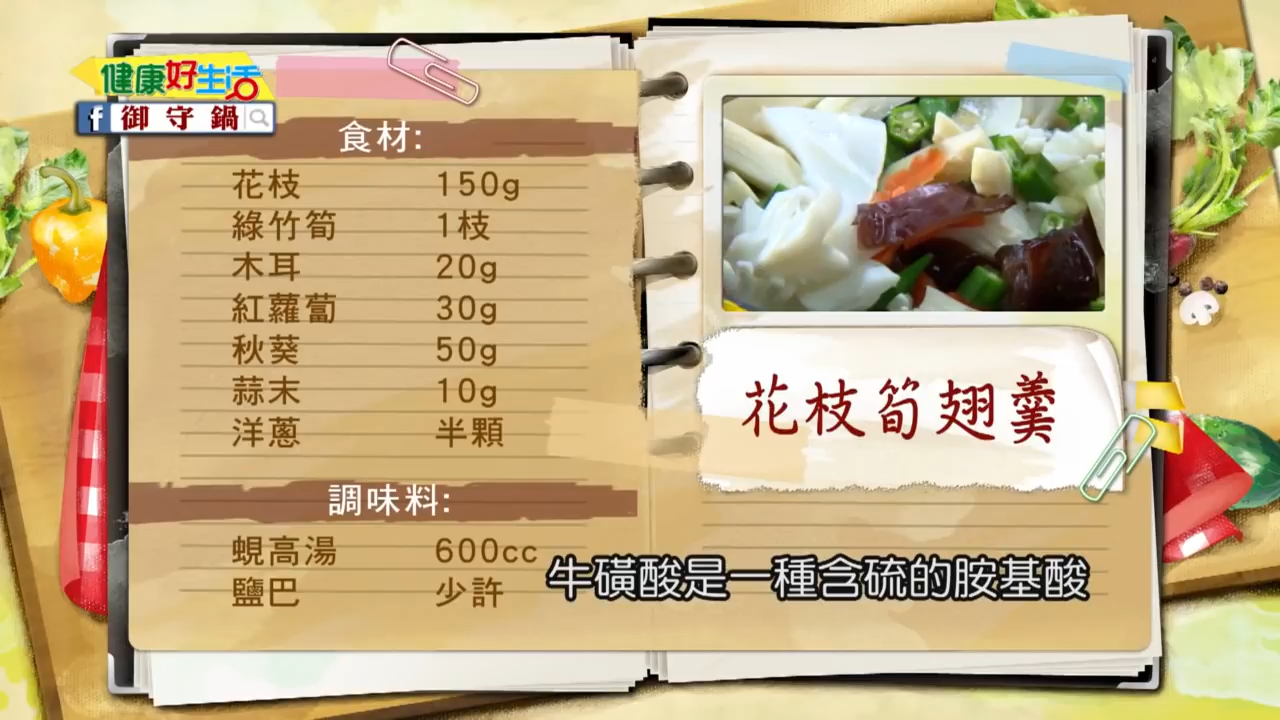 健康好生活
f 御守鍋
食材:
花枝 150g
綠竹筍 1枝
木耳 20g
紅蘿蔔 30g
秋葵 50g
蒜末 10g
洋蔥 半顆
調味料:
蜆高湯 600cc
鹽巴 少許
花枝筍翅羹
牛磺酸是一種含硫的胺基酸